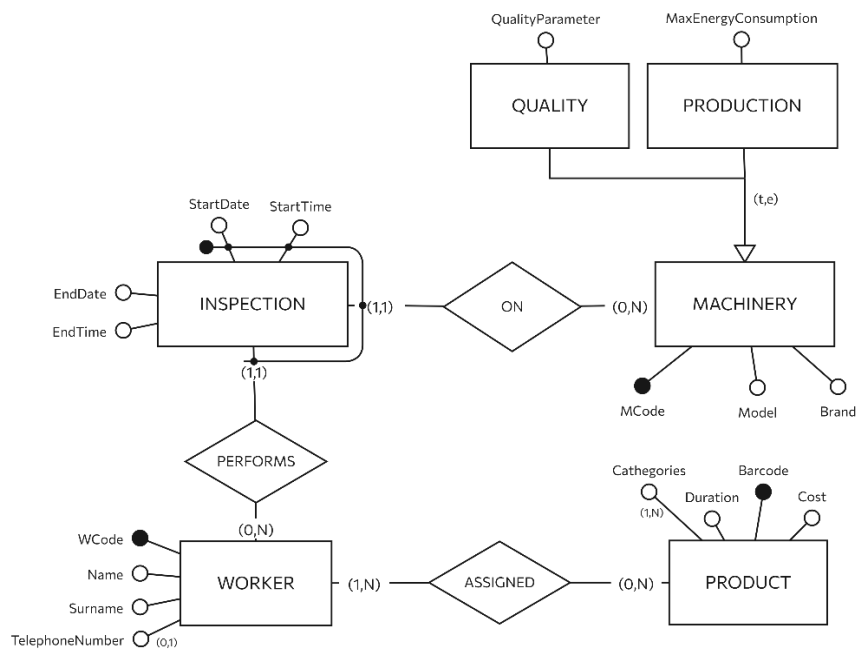 QualityParameter
MaxEnergyConsumption
QUALITY
PRODUCTION
(t,e)
StartDate
StartTime
EndDate
EndTime
INSPECTION
(1,1)
ON
(0,N)
MACHINERY
(1,1)
MCode
Model
Brand
PERFORMS
(0,N)
Cathegories
(1,N)
Duration
Barcode
Cost
WCode
Name
Surname
TelephoneNumber
(0,1)
WORKER
(1,N)
ASSIGNED
(0,N)
PRODUCT